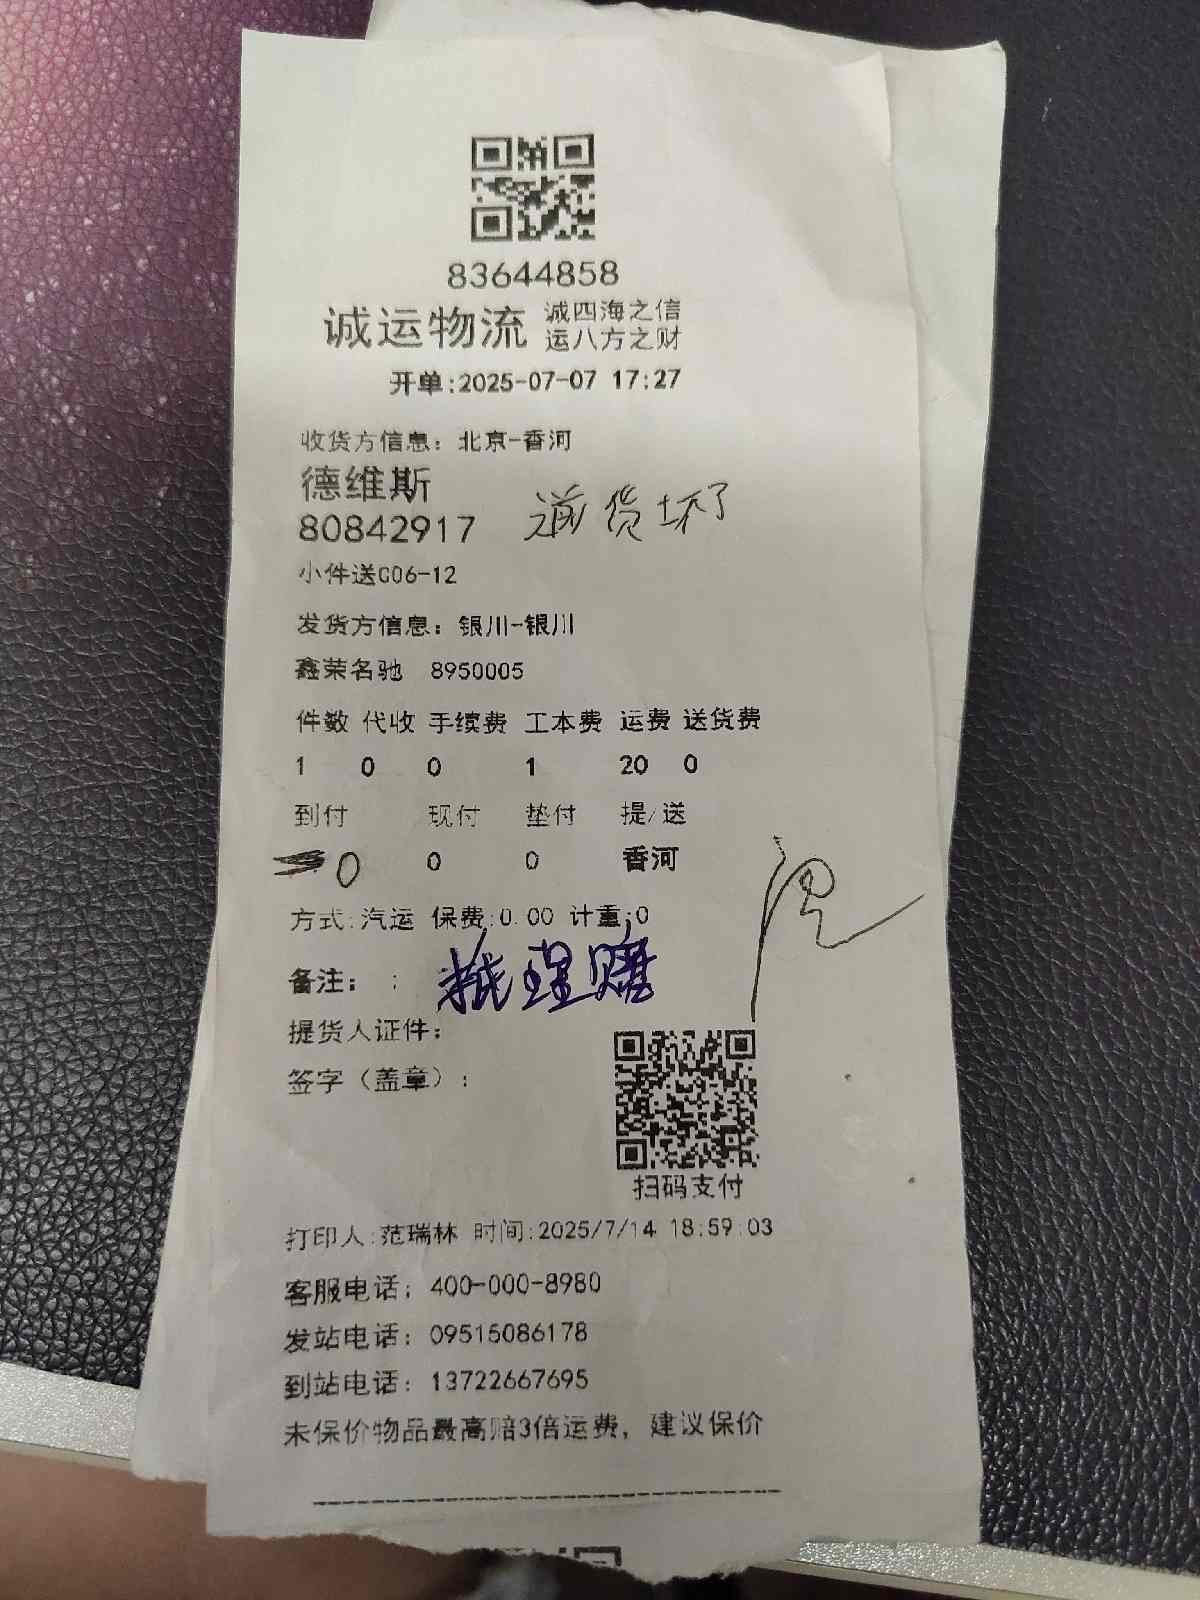 83644858
诚运物流 诚四海之信
运八方之财
开单:2025-07-07 17:27
收货方信息：北京-香河
德维斯
80842917 货坏了
小件送G06-12
发货方信息：银川-银川
鑫荣名驰 8950005
件数 代收 手续费 工本费 运费 送货费
1 0 0 1 20 0
到付 现付 垫付 提/送
0 0 0 香河
方式:汽运 保费:0.00 计重:0
备注： : 理赔
提货人证件：
签字（盖章）：
扫码支付
打印人:范瑞林 时间:2025/7/14 18:59:03
客服电话：400-000-8980
发站电话：09515086178
到站电话：13722667695
未保价物品最高赔3倍运费，建议保价